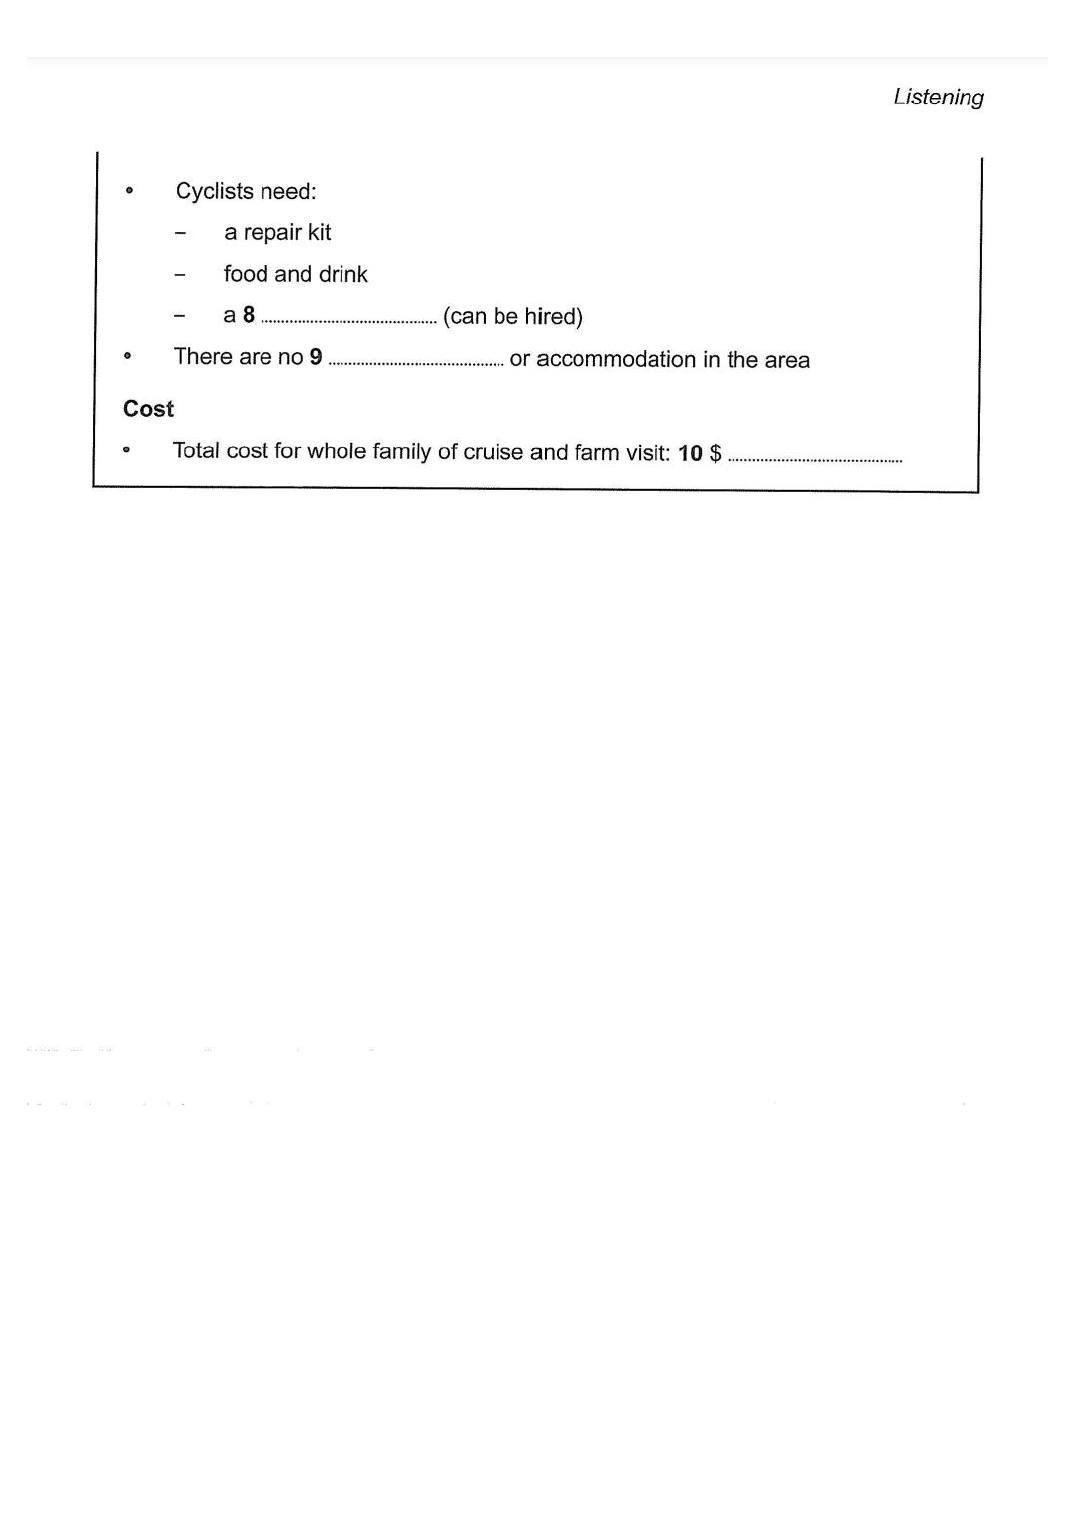 Listening
• Cyclists need:
– a repair kit
– food and drink
– a 8 ........................................... (can be hired)
• There are no 9 ........................................... or accommodation in the area
Cost
• Total cost for whole family of cruise and farm visit: 10 $ ...........................................